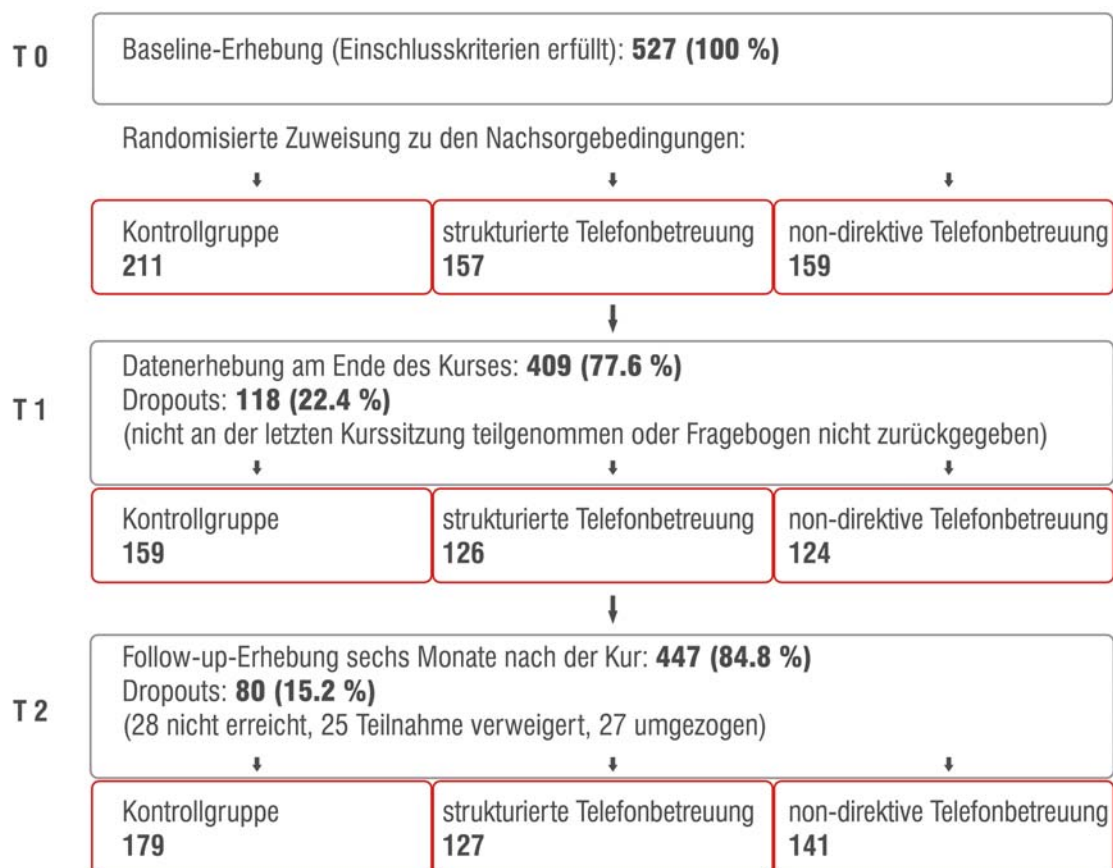 T 0
Baseline-Erhebung (Einschlusskriterien erfüllt): 527 (100 %)
Randomisierte Zuweisung zu den Nachsorgebedingungen:
Kontrollgruppe
211
strukturierte Telefonbetreuung
157
non-direktive Telefonbetreuung
159
T 1
Datenerhebung am Ende des Kurses: 409 (77.6 %)
Dropouts: 118 (22.4 %)
(nicht an der letzten Kurssitzung teilgenommen oder Fragebogen nicht zurückgegeben)
Kontrollgruppe
159
strukturierte Telefonbetreuung
126
non-direktive Telefonbetreuung
124
T 2
Follow-up-Erhebung sechs Monate nach der Kur: 447 (84.8 %)
Dropouts: 80 (15.2 %)
(28 nicht erreicht, 25 Teilnahme verweigert, 27 umgezogen)
Kontrollgruppe
179
strukturierte Telefonbetreuung
127
non-direktive Telefonbetreuung
141